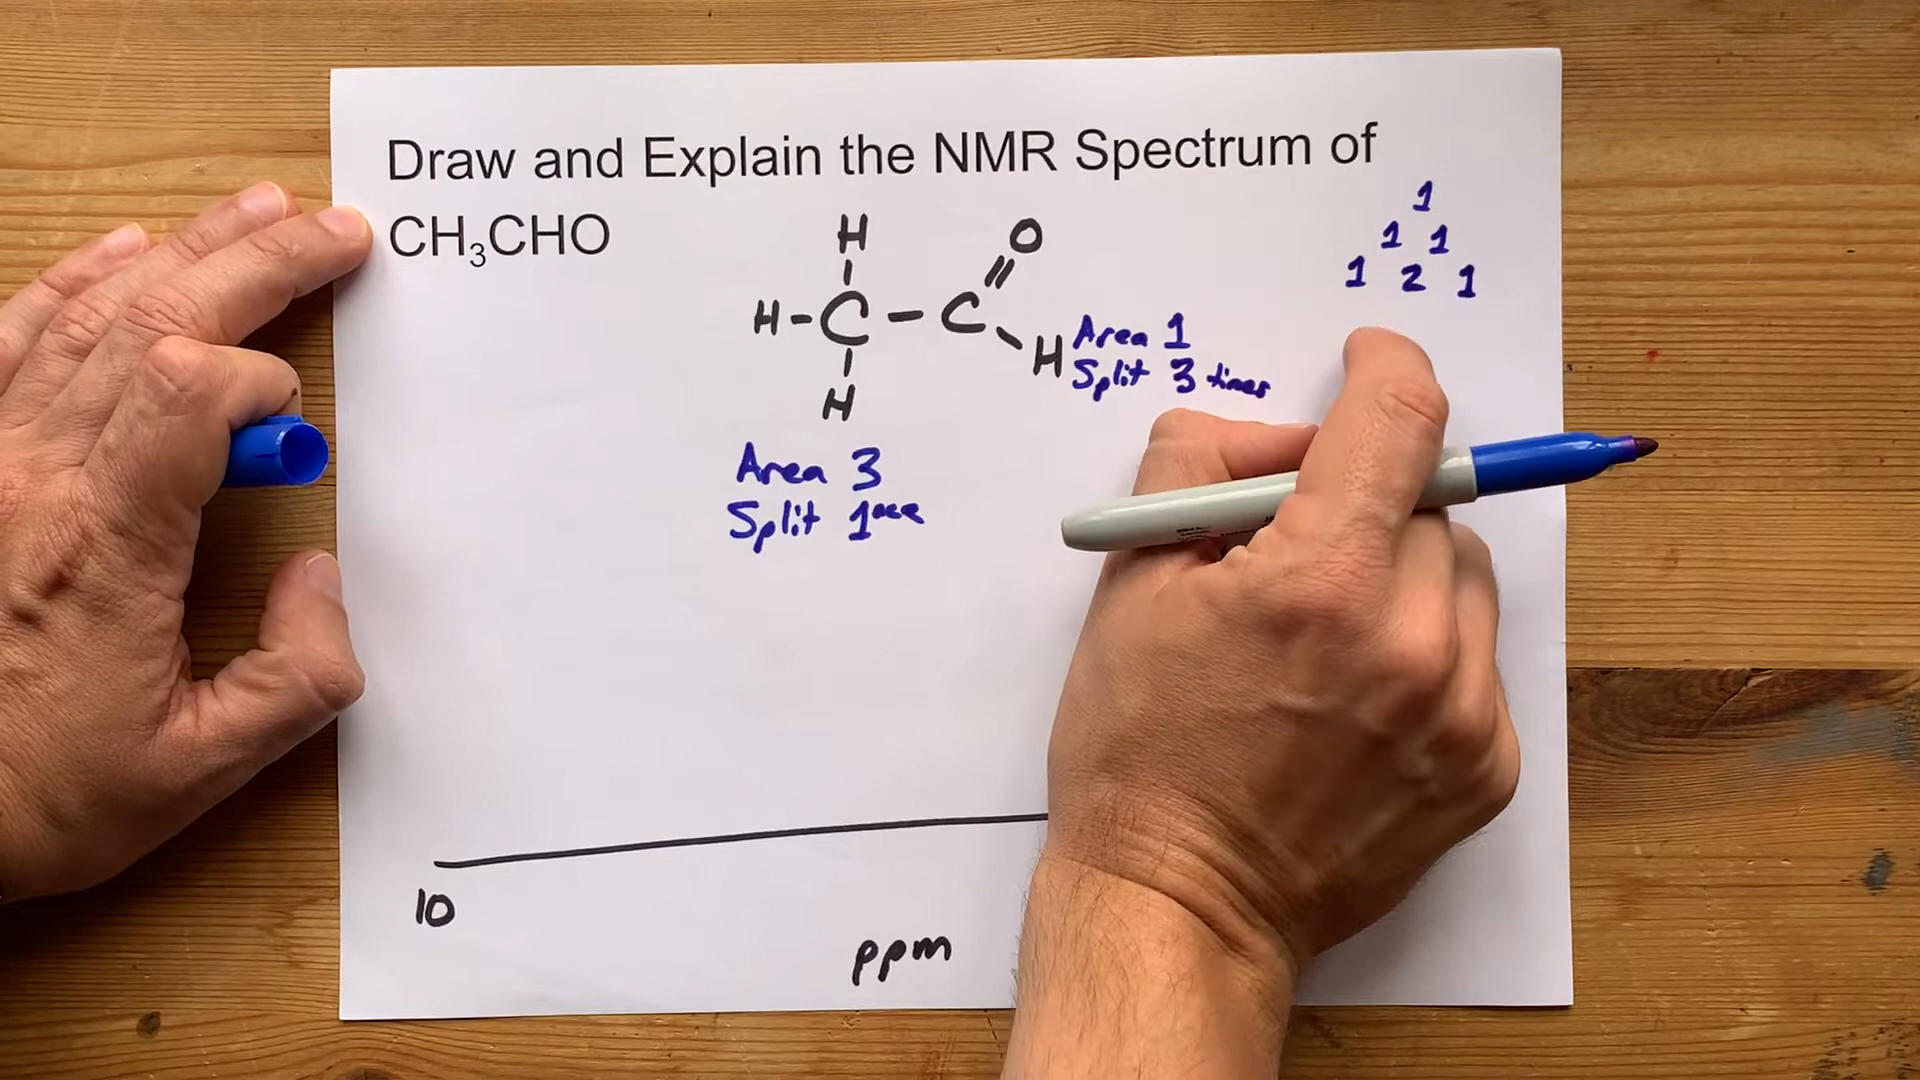 Draw and Explain the NMR Spectrum of
CH₃CHO
1
1 1
1 2 1
H
O
H-C-C
H
H
Area 1
Split 3 times
Area 3
Split 1nce
10
ppm